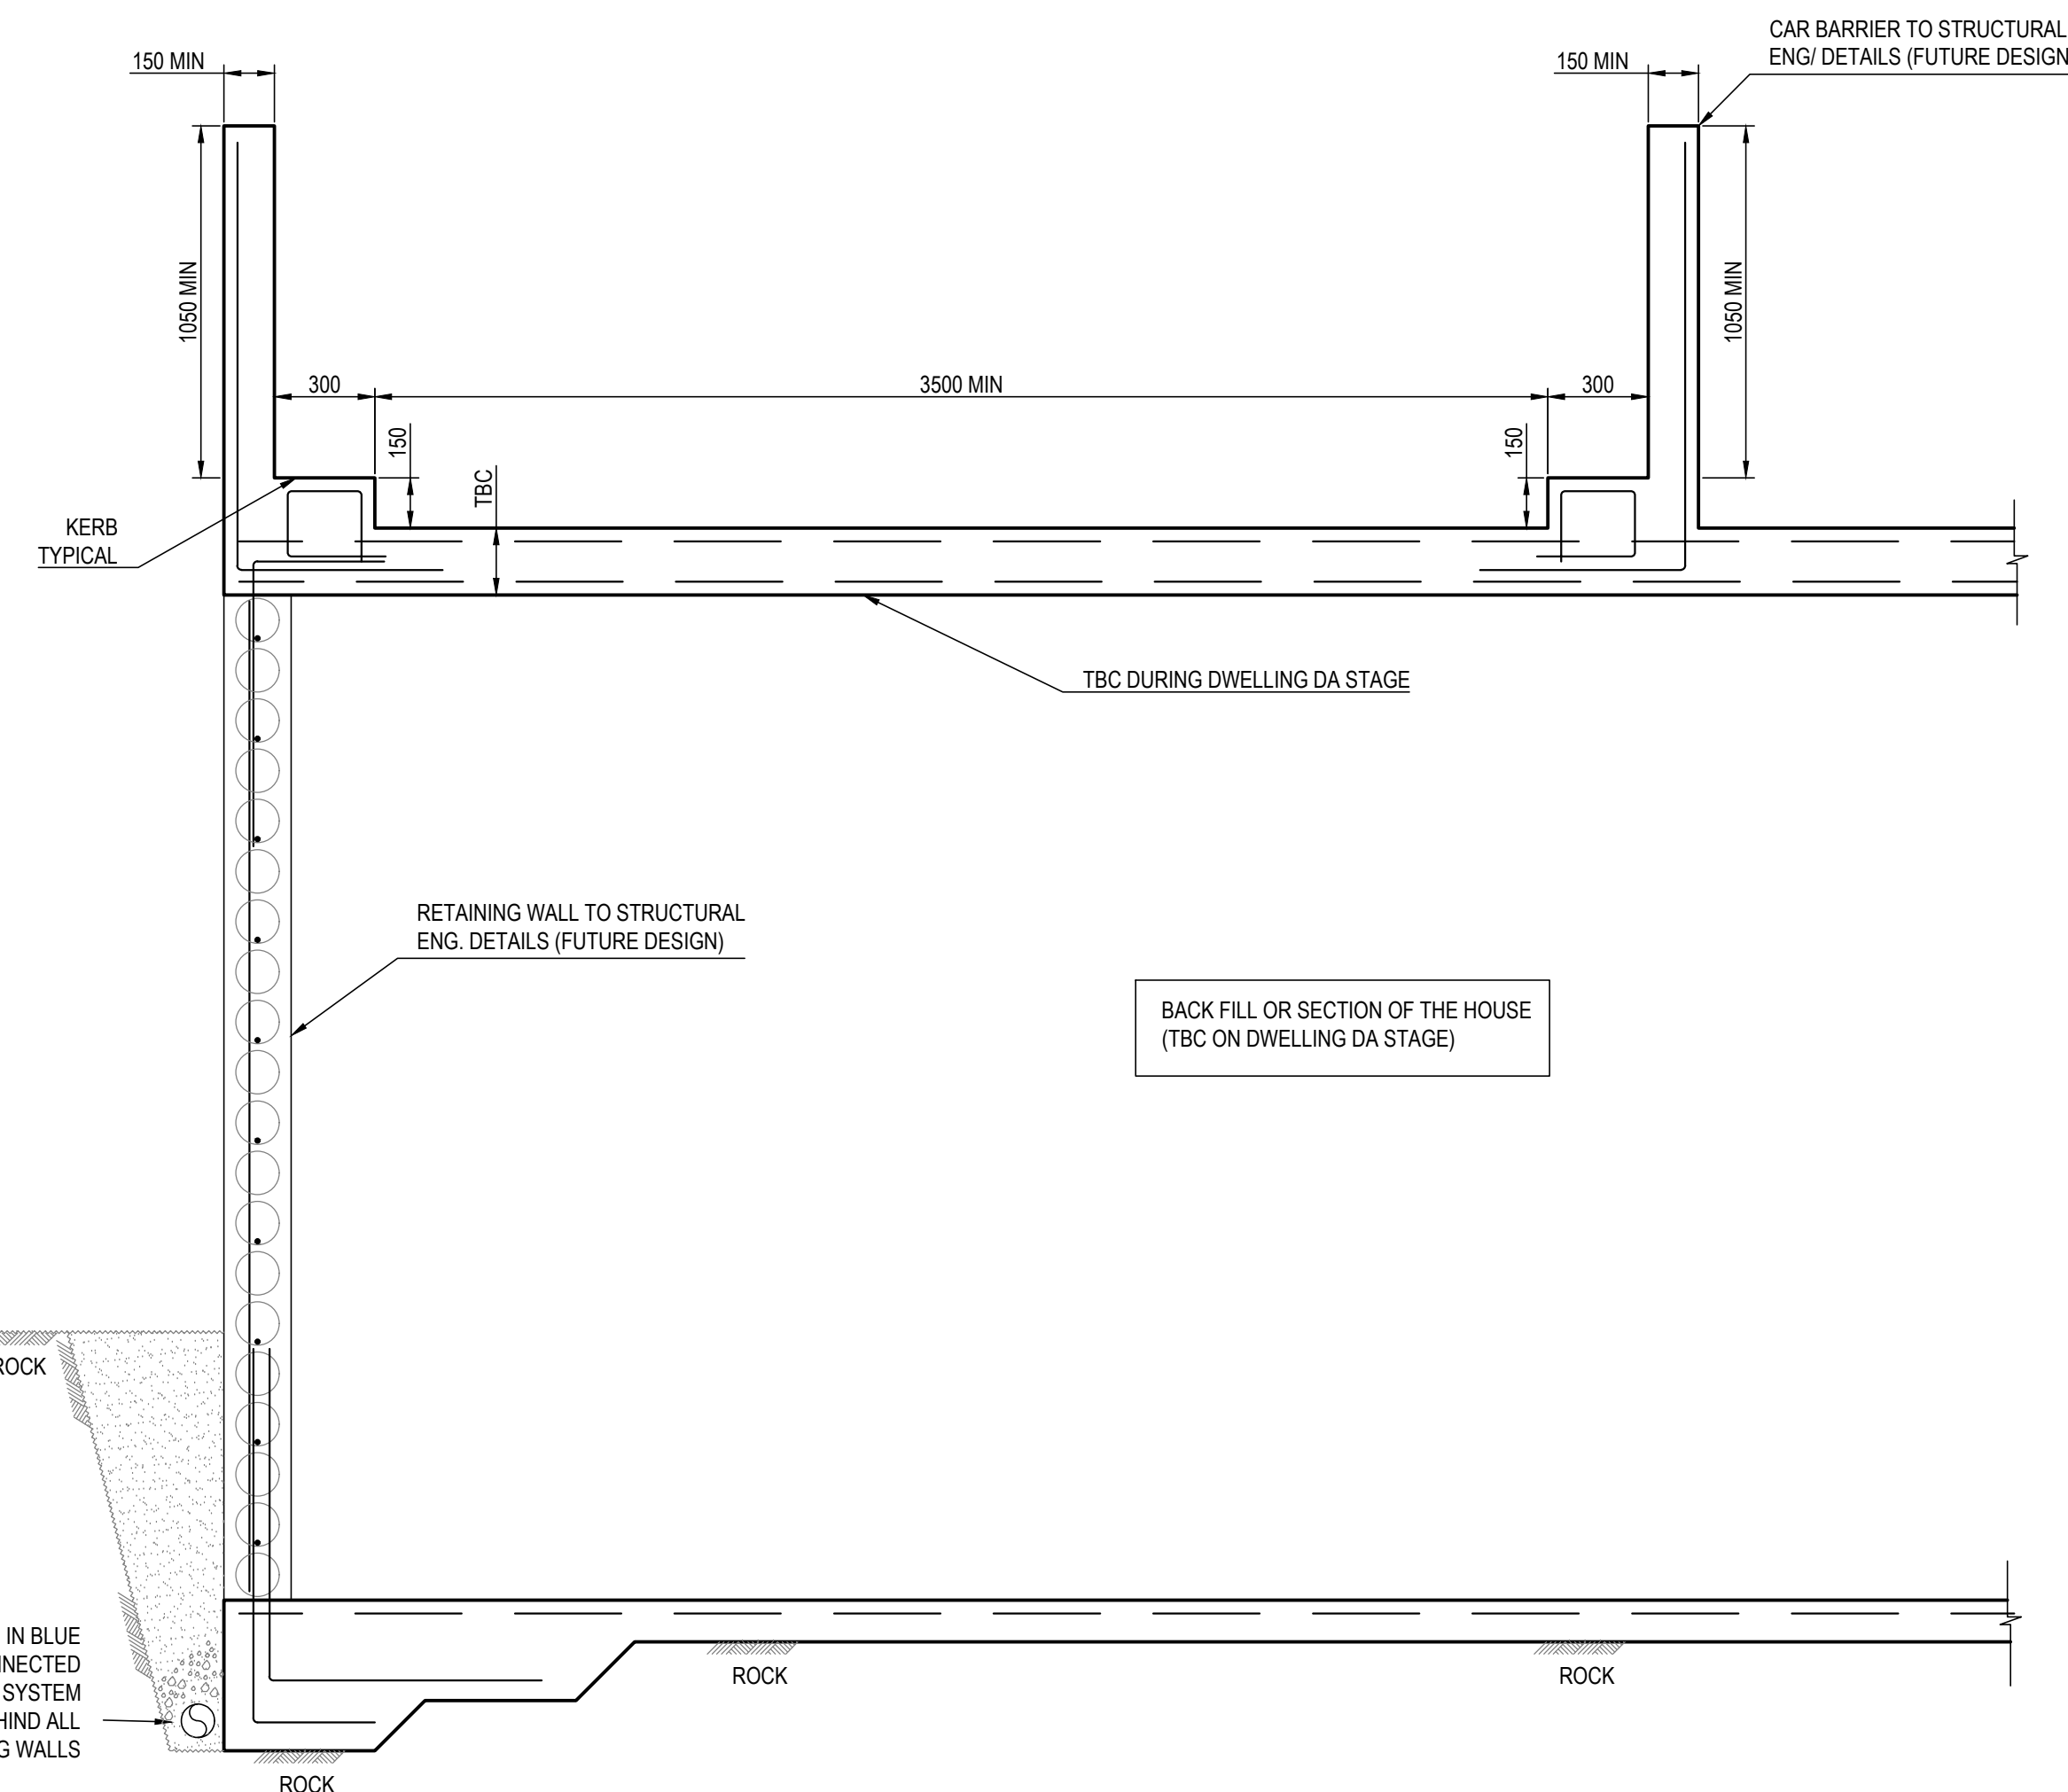 CAR BARRIER TO STRUCTURAL
ENG/ DETAILS (FUTURE DESIGN
150 MIN
150 MIN
1050 MIN
1050 MIN
300
3500 MIN
300
150
150
TBC
KERB
TYPICAL
TBC DURING DWELLING DA STAGE
RETAINING WALL TO STRUCTURAL
ENG. DETAILS (FUTURE DESIGN)
BACK FILL OR SECTION OF THE HOUSE
(TBC ON DWELLING DA STAGE)
ROCK
IN BLUE
SYSTEM
ALL
WALLS
ROCK
ROCK
ROCK